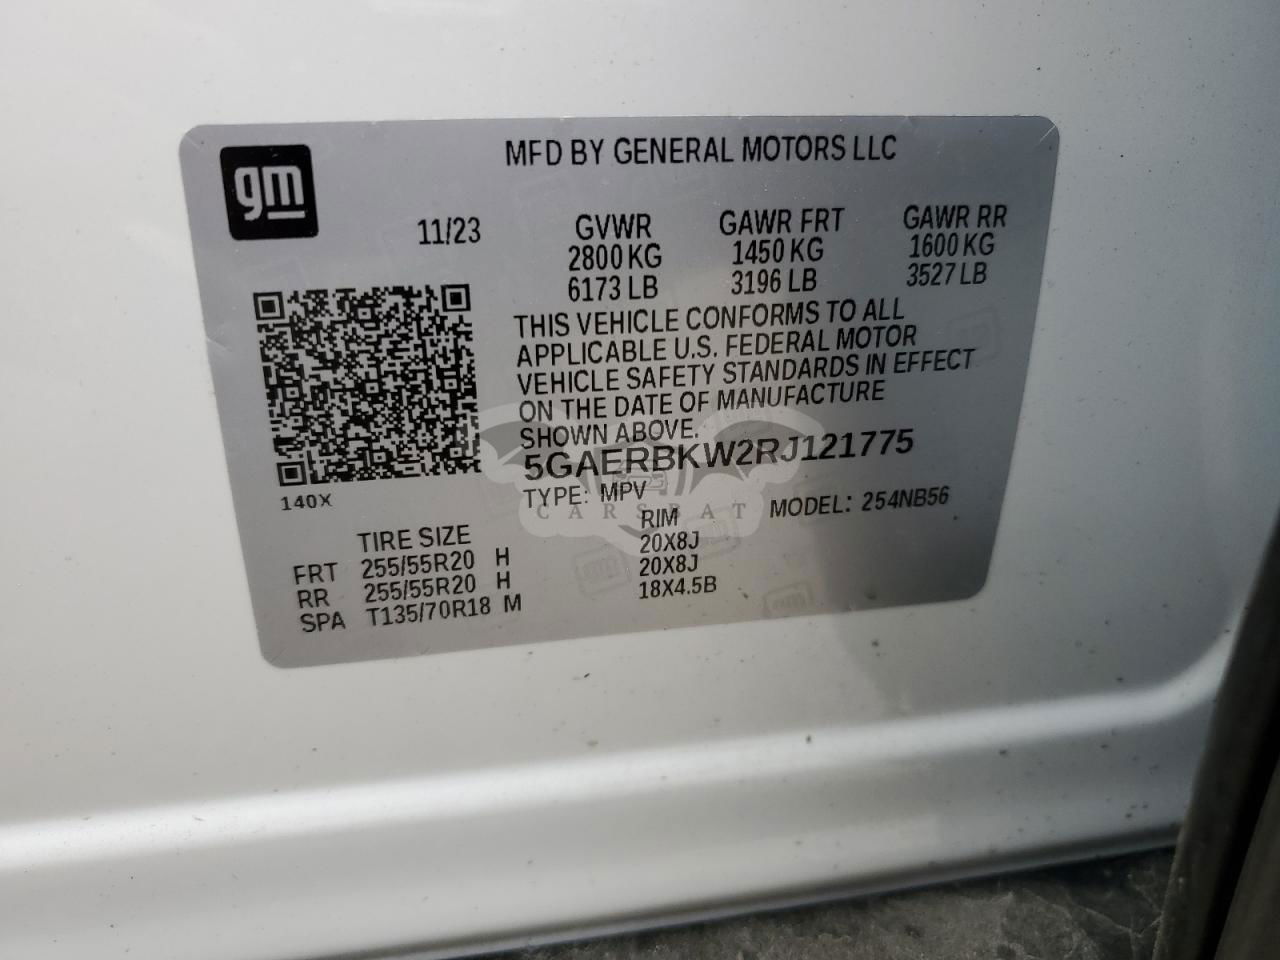 gm
MFD BY GENERAL MOTORS LLC
11/23
GVWR GAWR FRT GAWR RR
2800 KG 1450 KG 1600 KG
6173 LB 3196 LB 3527 LB
THIS VEHICLE CONFORMS TO ALL
APPLICABLE U.S. FEDERAL MOTOR
VEHICLE SAFETY STANDARDS IN EFFECT
ON THE DATE OF MANUFACTURE
SHOWN ABOVE.
5GAERBKW2RJ121775
140X
TYPE: MPV MODEL: 254NB56
CARSBAT
TIRE SIZE RIM
FRT 255/55R20 H 20X8J
RR 255/55R20 H 20X8J
SPA T135/70R18 M 18X4.5B